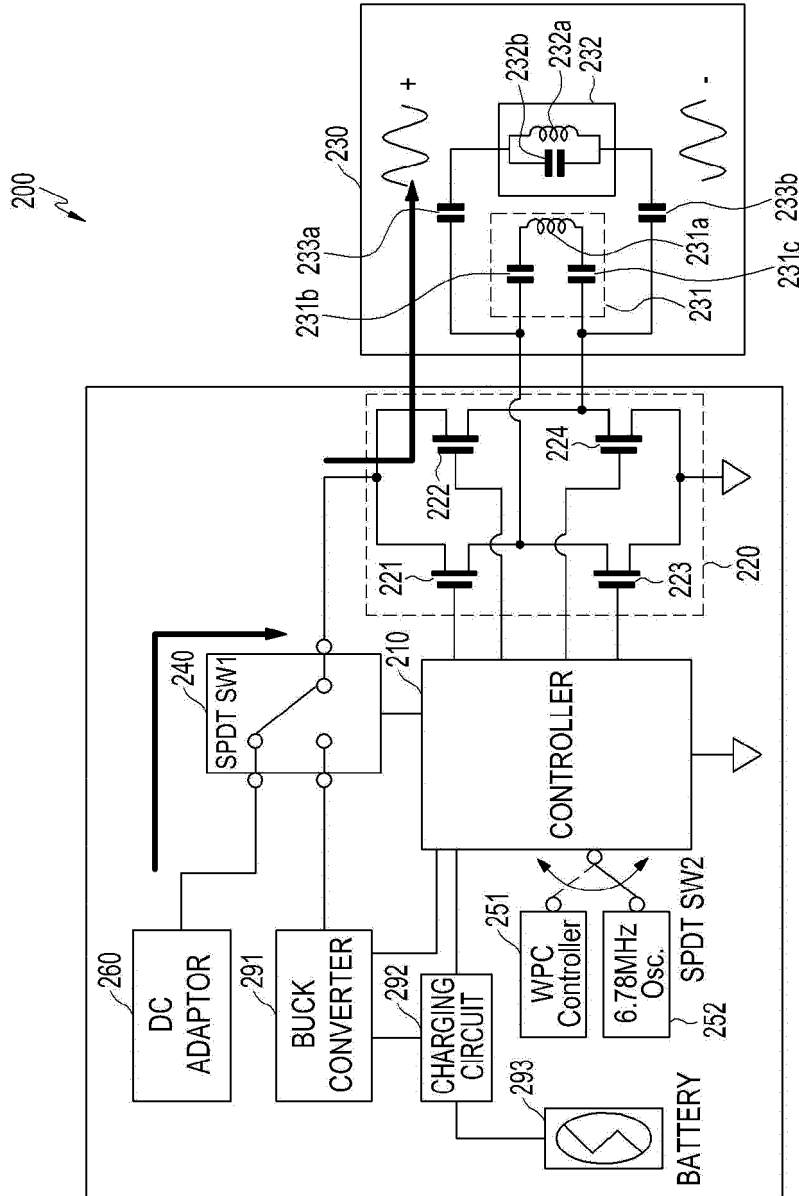 200
260
DC
ADAPTOR
240
SPDT SW1
291
BUCK
CONVERTER
292
CHARGING
CIRCUIT
293
BATTERY
210
CONTROLLER
251
WPC
Controller
6.78MHz
Osc.
252
SPDT SW2
221
222
223
224
220
230
233a
231b
232b
232a
232
+
-
231a
231c
231
233b